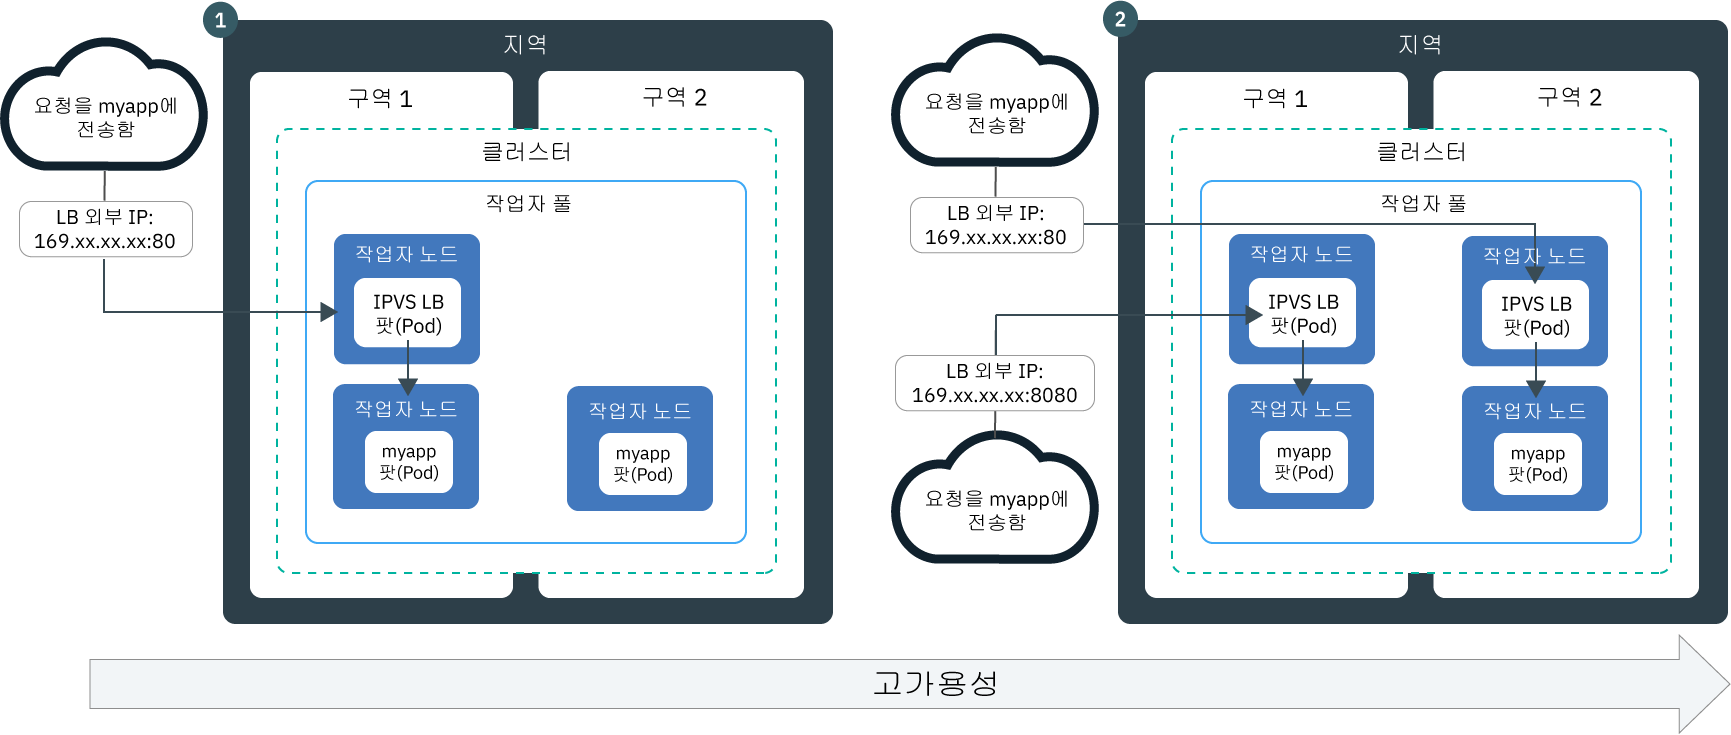 1
지역
요청을 myapp에
전송함
LB 외부 IP:
169.xx.xx.xx:80
구역 1
구역 2
클러스터
작업자 풀
작업자 노드
IPVS LB
팟(Pod)
작업자 노드
myapp
팟(Pod)
작업자 노드
myapp
팟(Pod)
2
지역
요청을 myapp에
전송함
LB 외부 IP:
169.xx.xx.xx:80
LB 외부 IP:
169.xx.xx.xx:8080
요청을 myapp에
전송함
구역 1
구역 2
클러스터
작업자 풀
작업자 노드
IPVS LB
팟(Pod)
작업자 노드
IPVS LB
팟(Pod)
작업자 노드
myapp
팟(Pod)
작업자 노드
myapp
팟(Pod)
고가용성